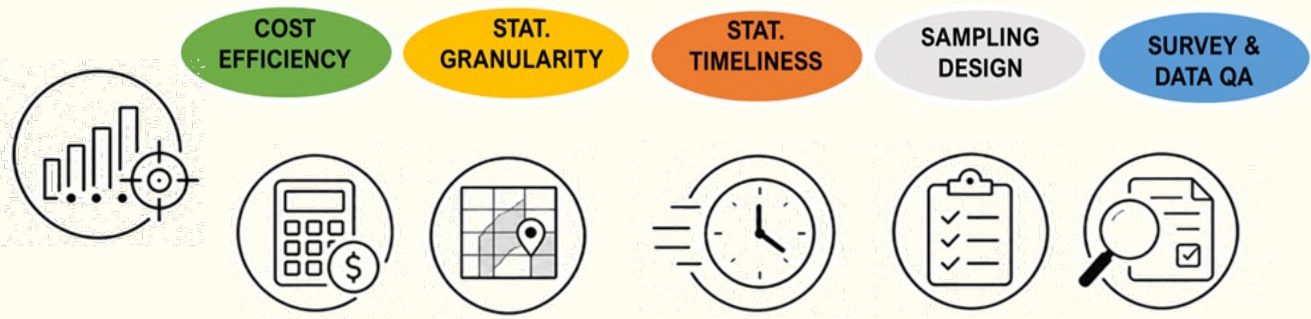 COST
EFFICIENCY
STAT.
GRANULARITY
STAT.
TIMELINESS
SAMPLING
DESIGN
SURVEY &
DATA QA
$